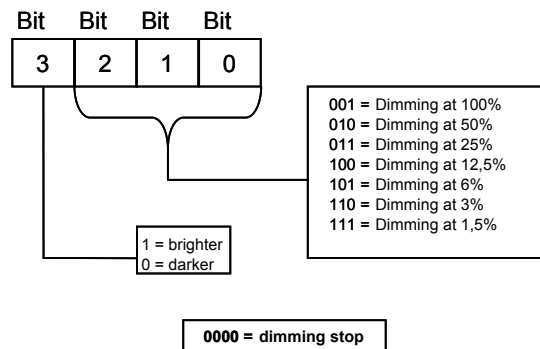 Bit Bit Bit Bit
3 2 1 0
001 = Dimming at 100%
010 = Dimming at 50%
011 = Dimming at 25%
100 = Dimming at 12,5%
101 = Dimming at 6%
110 = Dimming at 3%
111 = Dimming at 1,5%
1 = brighter
0 = darker
0000 = dimming stop